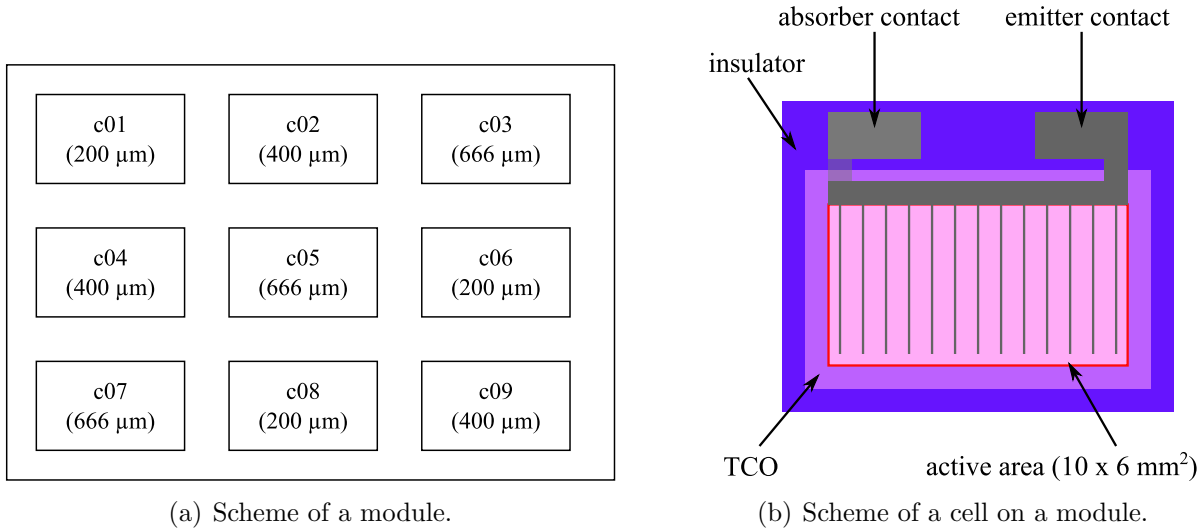 c01
(200 µm)
c02
(400 µm)
c03
(666 µm)
c04
(400 µm)
c05
(666 µm)
c06
(200 µm)
c07
(666 µm)
c08
(200 µm)
c09
(400 µm)
(a) Scheme of a module.
absorber contact
emitter contact
insulator
TCO
active area (10 x 6 mm²)
(b) Scheme of a cell on a module.